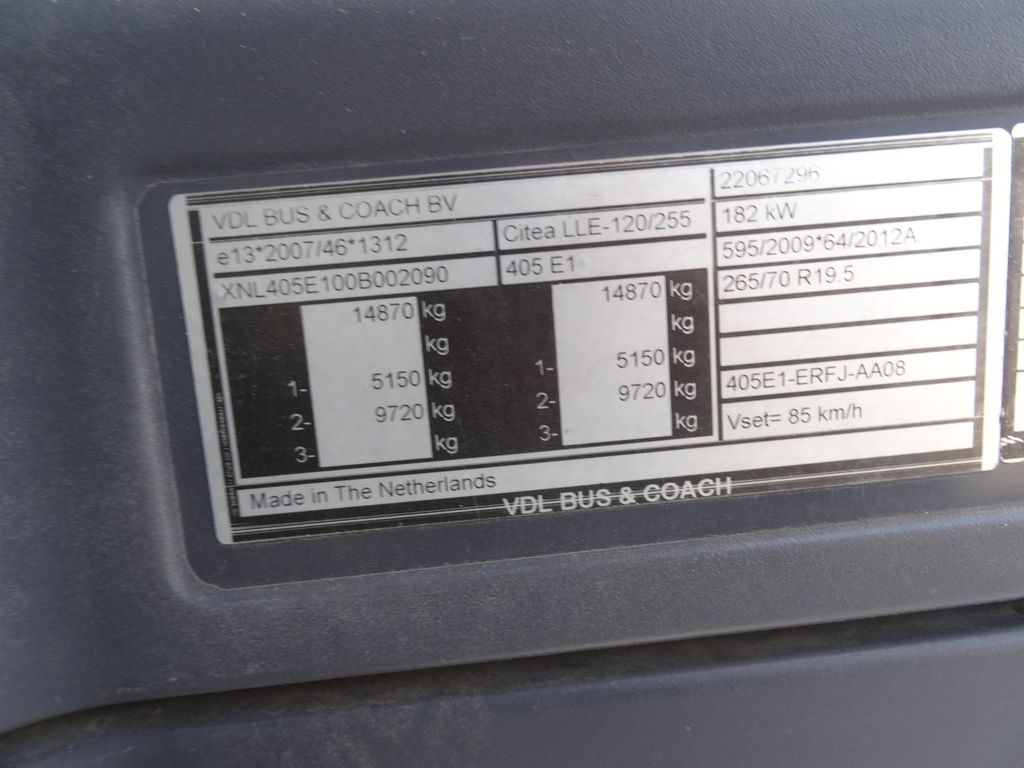 VDL BUS & COACH BV
e13*2007/46*1312
Citea LLE-120/255
XNL405E100B002090
405 E1
14870 kg
kg
1- 5150 kg
2- 9720 kg
3- kg
14870 kg
kg
1- 5150 kg
2- 9720 kg
3- kg
22067296
182 kW
595/2009*64/2012A
265/70 R19.5
405E1-ERFJ-AA08
Vset= 85 km/h
Made in The Netherlands
VDL BUS & COACH